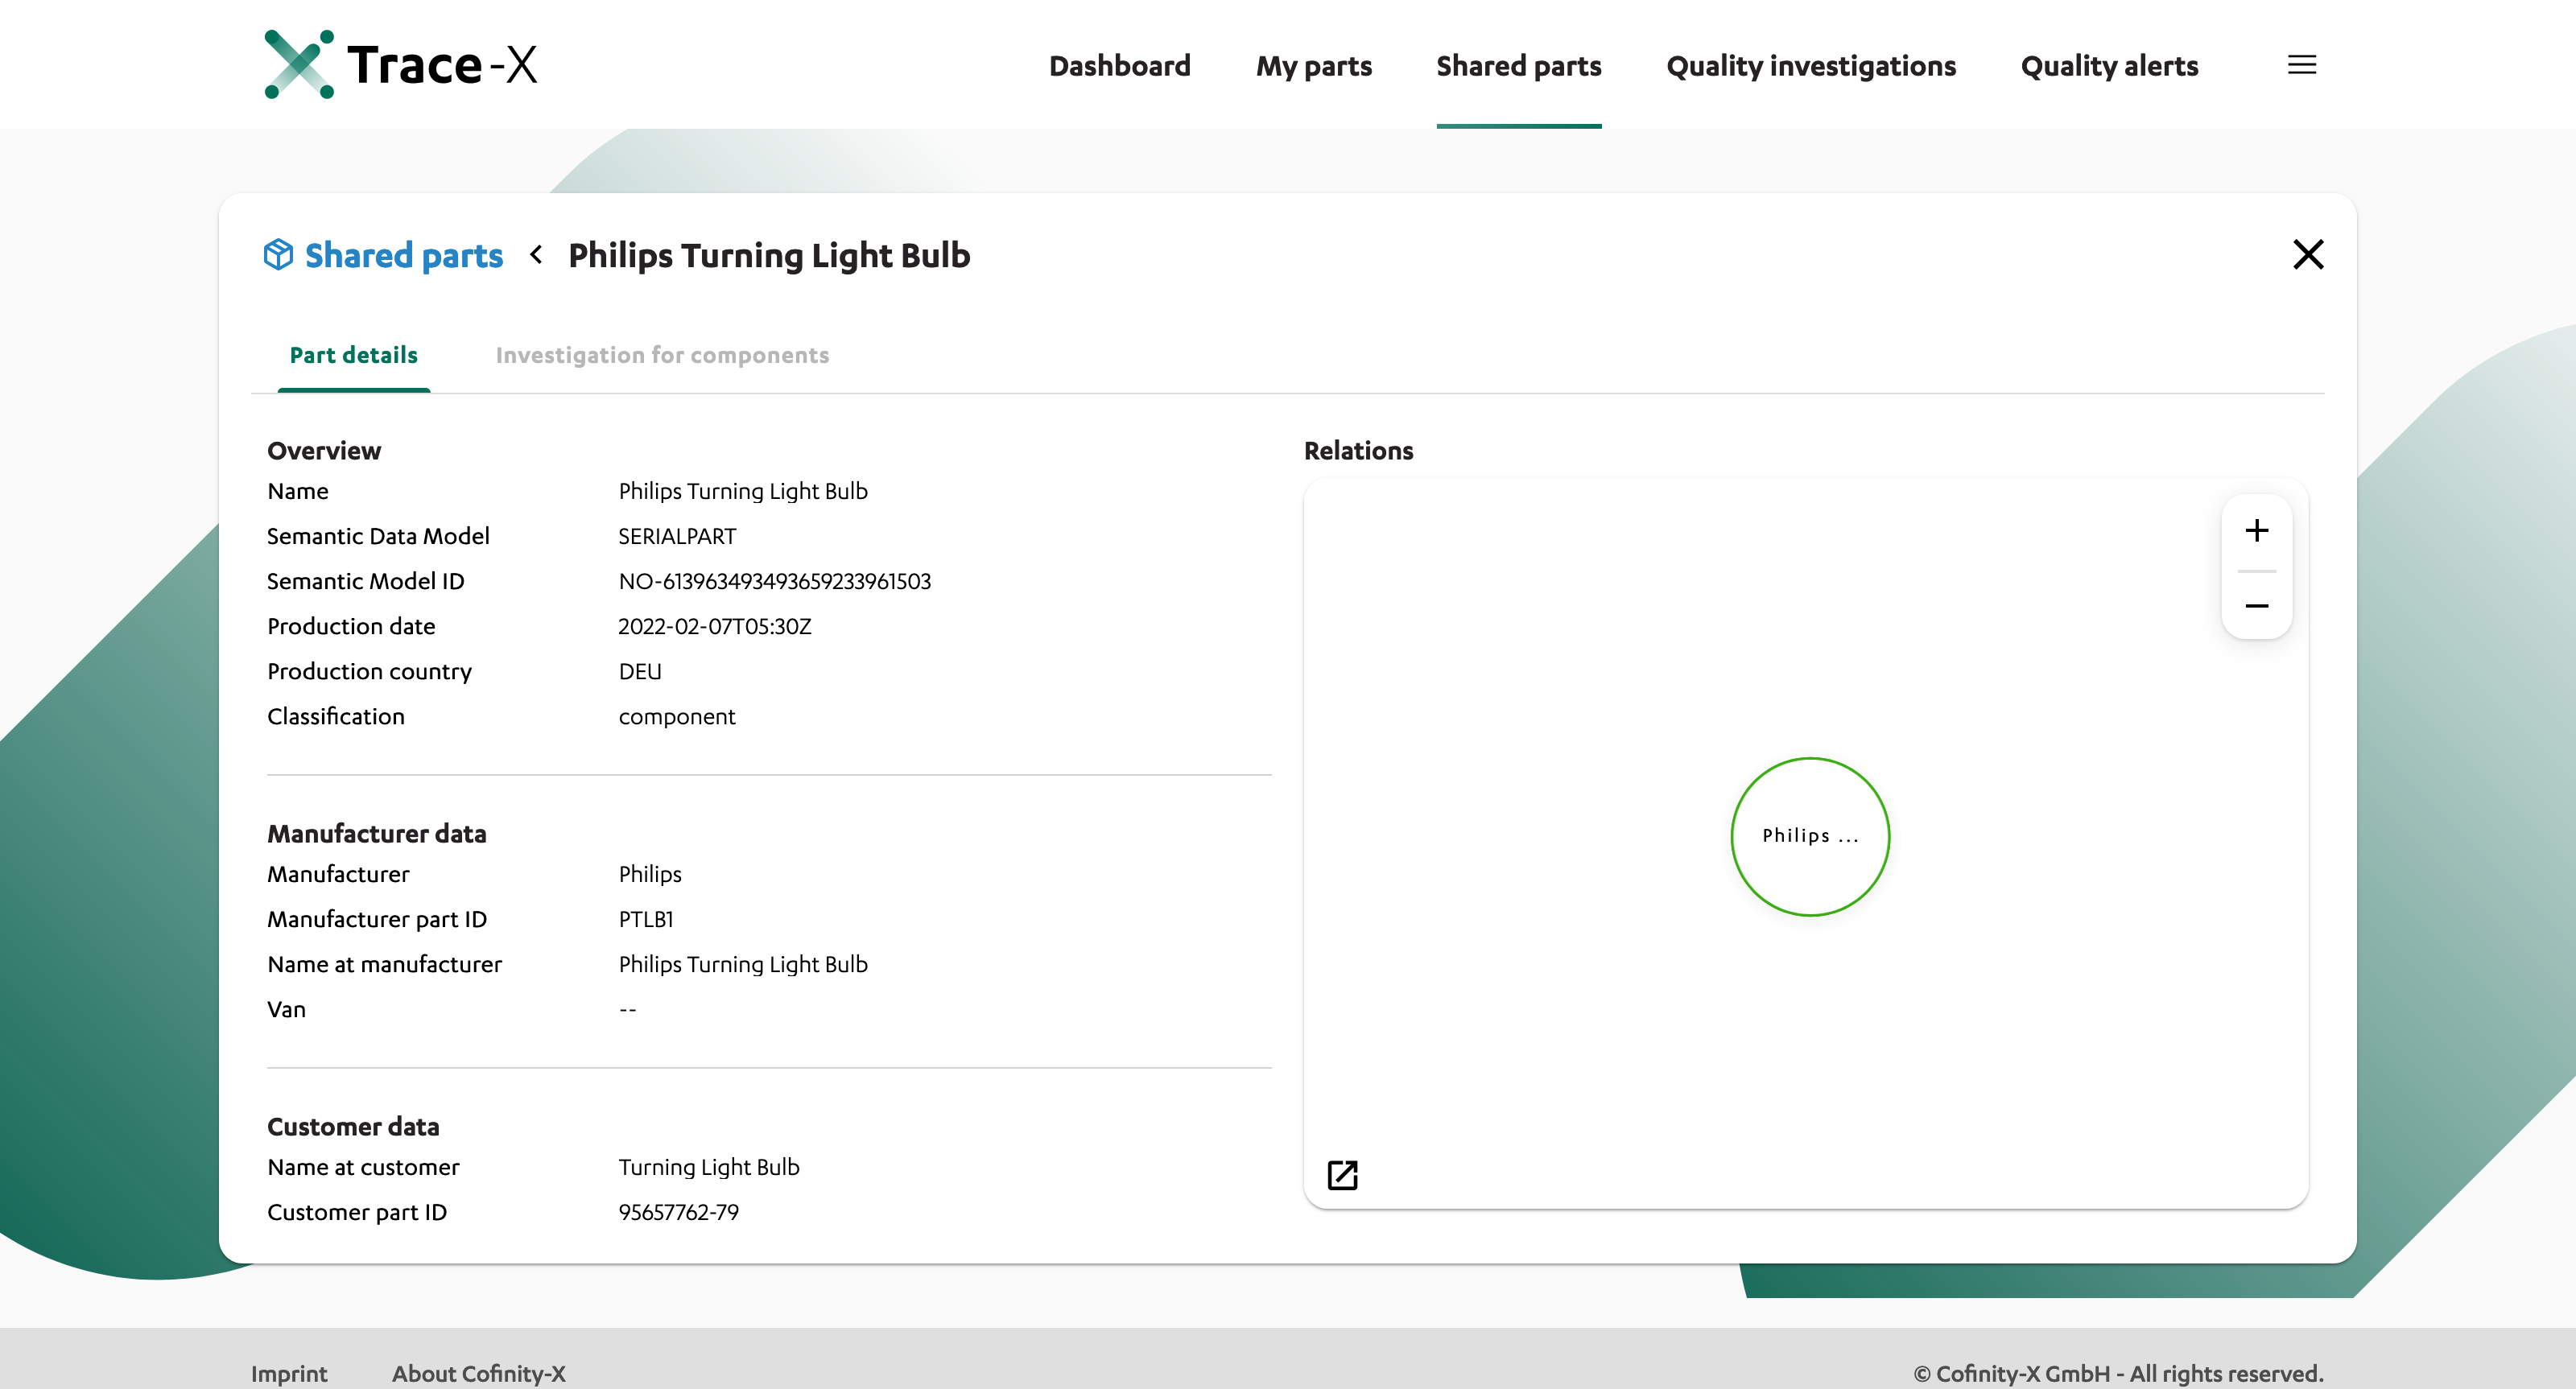 Trace-X
Dashboard My parts Shared parts Quality investigations Quality alerts
Shared parts Philips Turning Light Bulb
Part details Investigation for components
Overview
Name Philips Turning Light Bulb
Semantic Data Model SERIALPART
Semantic Model ID NO-613963493493659233961503
Production date 2022-02-07T05:30Z
Production country DEU
Classification component
Manufacturer data
Manufacturer Philips
Manufacturer part ID PTLB1
Name at manufacturer Philips Turning Light Bulb
Van --
Customer data
Name at customer Turning Light Bulb
Customer part ID 95657762-79
Relations
Philips ...
Imprint About Cofinity-X © Cofinity-X GmbH - All rights reserved.